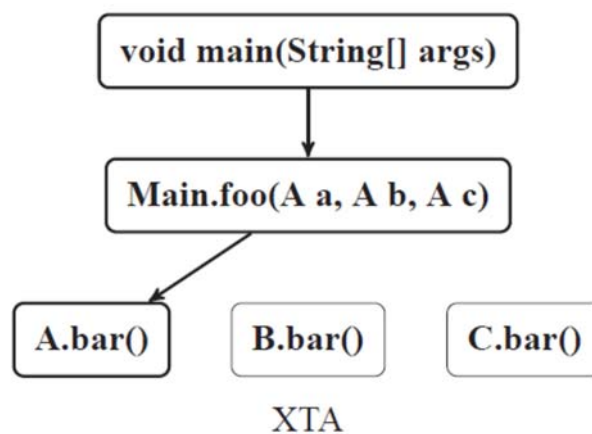 void main(String[] args)
Main.foo(A a, A b, A c)
A.bar() B.bar() C.bar()
XTA